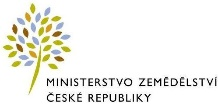 MINISTERSTVO ZEMĚDĚLSTVÍ
ČESKÉ REPUBLIKY